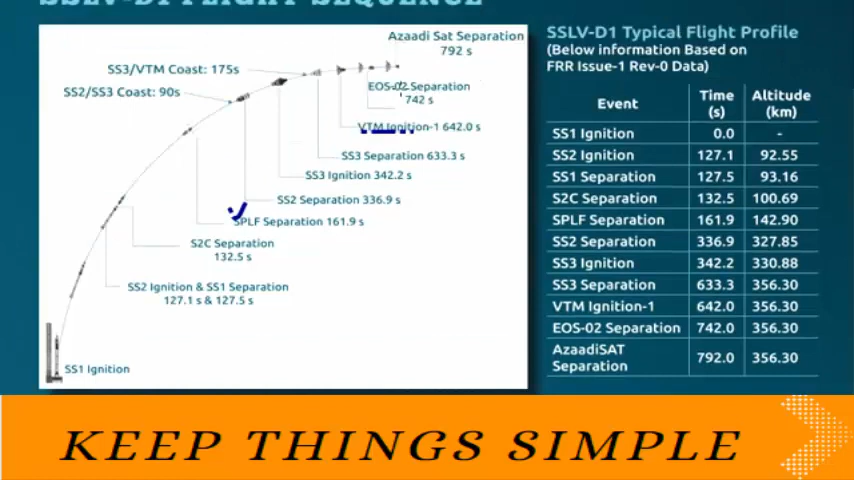 SSLV-D1 FLIGHT SEQUENCE
Azaadi Sat Separation
792 s
SS3/VTM Coast: 175s
EOS-02 Separation
742 s
SS2/SS3 Coast: 90s
VTM Ignition-1 642.0 s
SS3 Separation 633.3 s
SS3 Ignition 342.2 s
SS2 Separation 336.9 s
SPLF Separation 161.9 s
S2C Separation
132.5 s
SS2 Ignition & SS1 Separation
127.1 s & 127.5 s
SS1 Ignition
SSLV-D1 Typical Flight Profile
(Below information Based on
FRR Issue-1 Rev-0 Data)
Event Time (s) Altitude (km)
SS1 Ignition 0.0 -
SS2 Ignition 127.1 92.55
SS1 Separation 127.5 93.16
S2C Separation 132.5 100.69
SPLF Separation 161.9 142.90
SS2 Separation 336.9 327.85
SS3 Ignition 342.2 330.88
SS3 Separation 633.3 356.30
VTM Ignition-1 642.0 356.30
EOS-02 Separation 742.0 356.30
AzaadiSAT Separation 792.0 356.30
KEEP THINGS SIMPLE